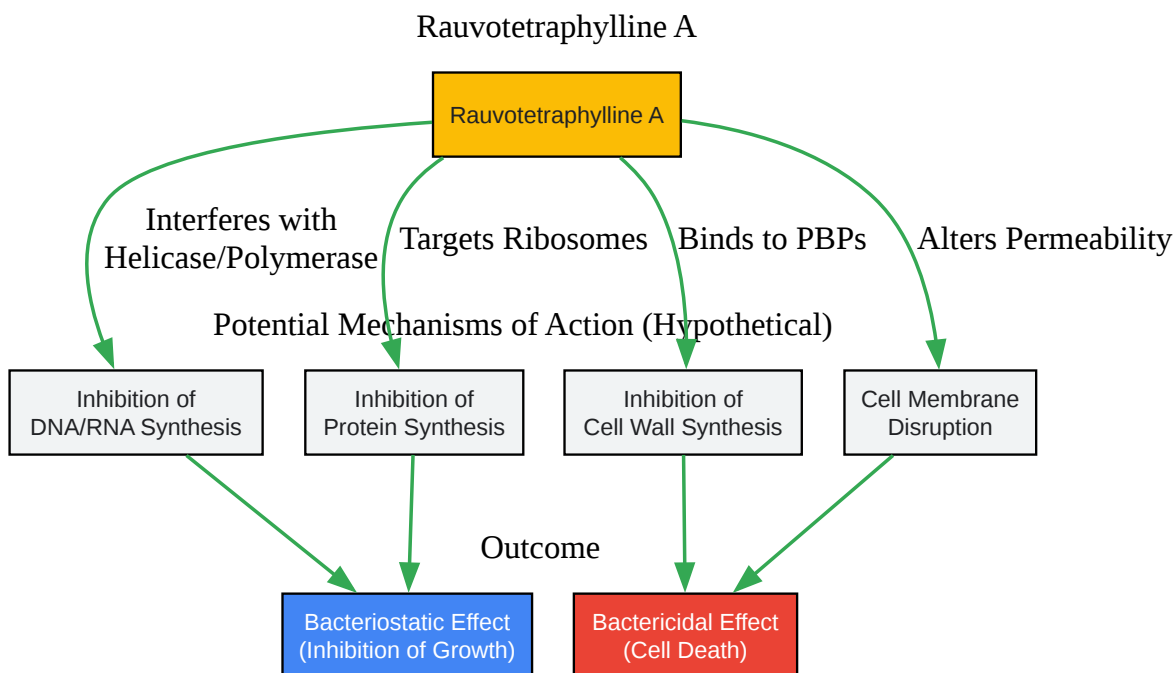 Rauvotetraphylline A
Rauvotetraphylline A
Interferes with
Helicase/Polymerase
Targets Ribosomes
Binds to PBPs
Alters Permeability
Potential Mechanisms of Action (Hypothetical)
Inhibition of
DNA/RNA Synthesis
Inhibition of
Protein Synthesis
Inhibition of
Cell Wall Synthesis
Cell Membrane
Disruption
Outcome
Bacteriostatic Effect
(Inhibition of Growth)
Bactericidal Effect
(Cell Death)